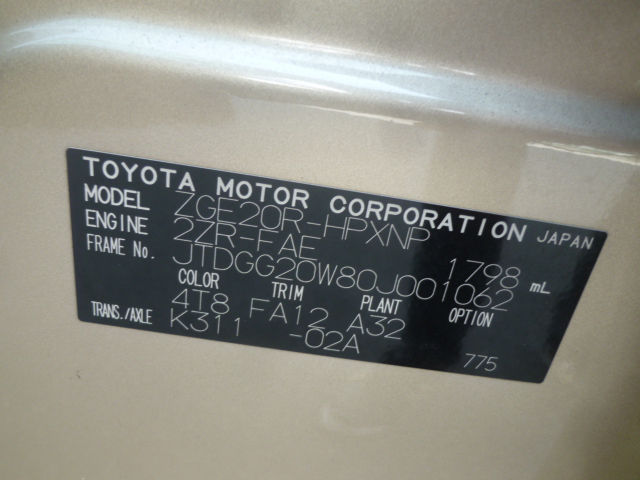 TOYOTA MOTOR CORPORATION JAPAN
MODEL ZGE20R-HPXNP
ENGINE 2ZR-FAE 1798 mL
FRAME No. JTDGG20W80J001062
COLOR TRIM PLANT OPTION
4T8 FA12 A32
TRANS./AXLE K311 -02A
775